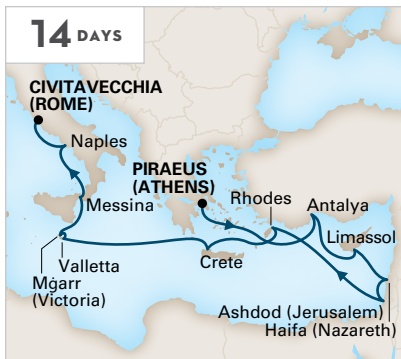 14 DAYS
CIVITAVECCHIA
(ROME)
Naples
PIRAEUS
(ATHENS)
Rhodes
Antalya
Messina
Limassol
Crete
Valletta
Mġarr
(Victoria)
Ashdod (Jerusalem)
Haifa (Nazareth)